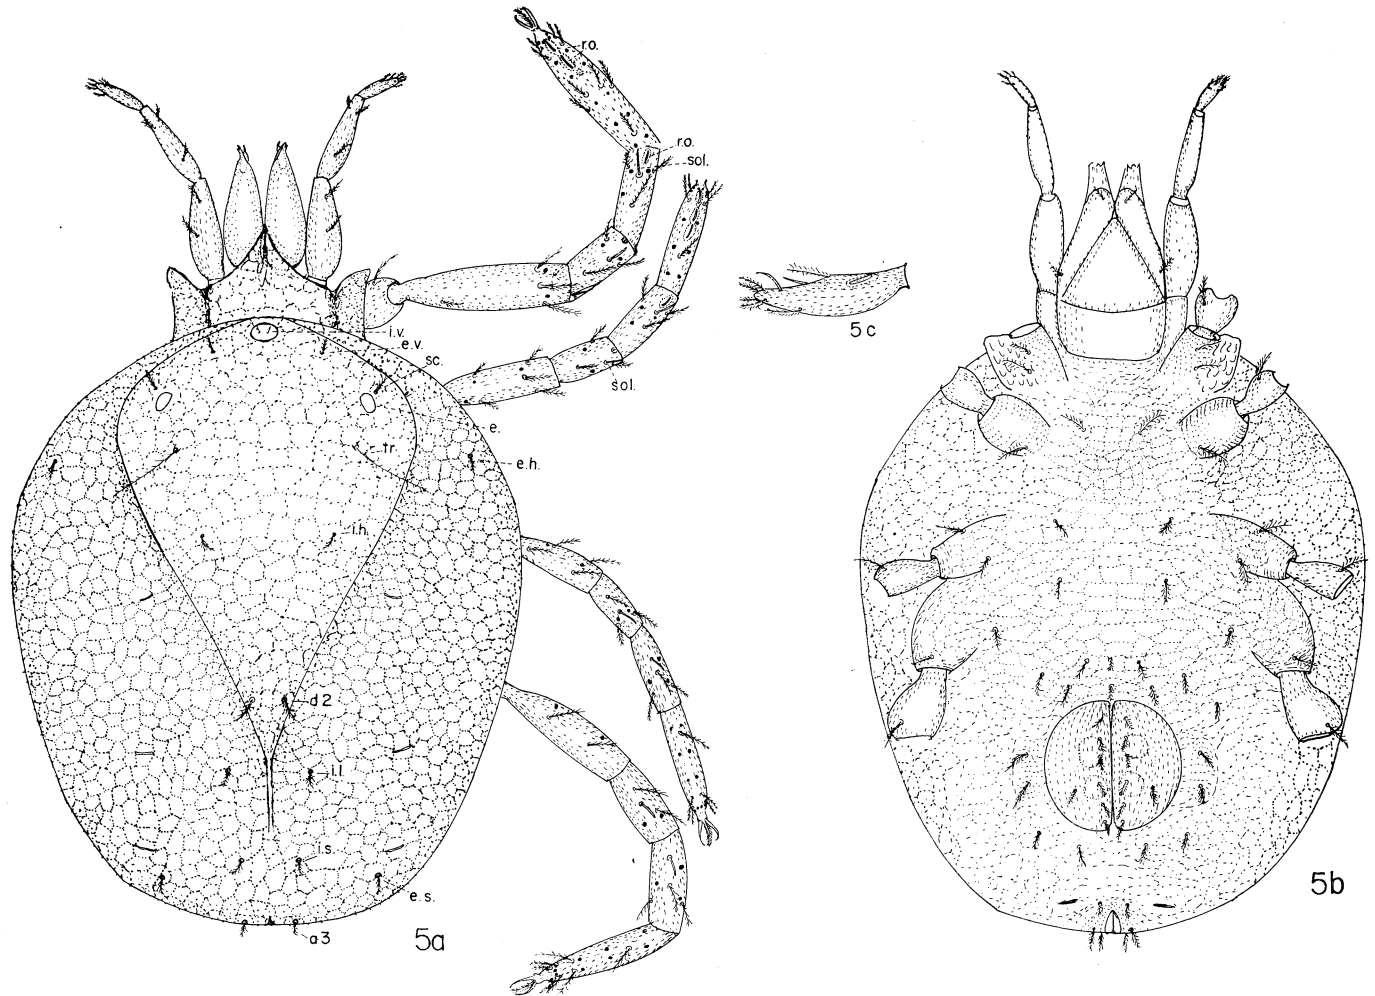 r.o.
r.o.
sol.
i.v.
e.v.
sc.
sol.
e.
tr.
e.h.
i.h.
d2
i.l.
i.s.
e.s.
a3
5a
5c
5b